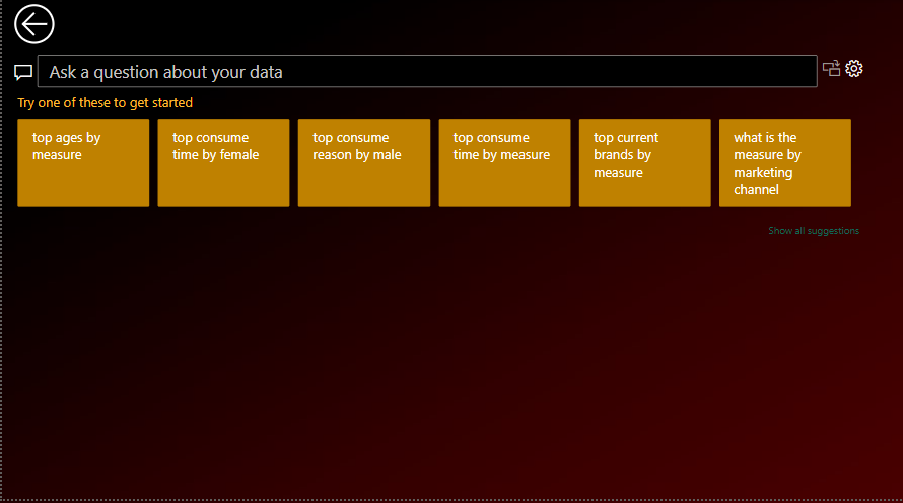 Ask a question about your data
Try one of these to get started
top ages by
measure
top consume
time by female
top consume
reason by male
top consume
time by measure
top current
brands by
measure
what is the
measure by
marketing
channel
Show all suggestions